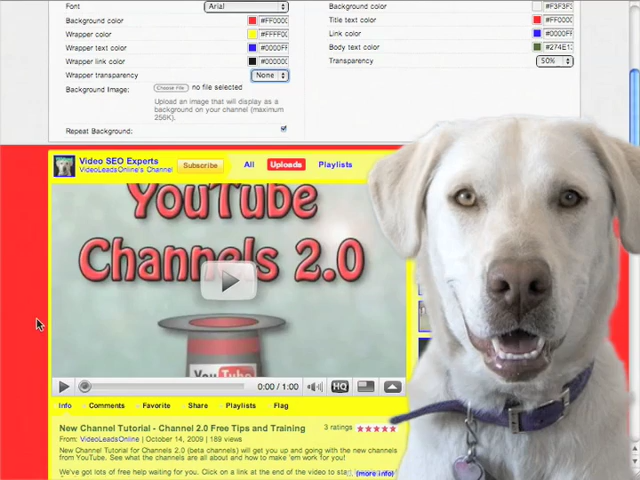 Font
Arial
Background color
#FF0000
Wrapper color
#FFFF0
Wrapper text color
#0000FF
Wrapper link color
#000000
Wrapper transparency
None
Background Image:
Choose File
no file selected
Upload an image that will display as a
background on your channel (maximum
256K).
Repeat Background:
Background color
#F3F3F
Title text color
#FF0000
Link color
#0000F
Body text color
#274E1
Transparency
50%
Video SEO Experts
VideoLeadsOnline's Channel
Subscribe
All
Uploads
Playlists
YouTube
Channels 2.0
YouTube
0:00 / 1:00
HQ
Info
Comments
Favorite
Share
Playlists
Flag
New Channel Tutorial - Channel 2.0 Free Tips and Training
3 ratings
From: VideoLeadsOnline | October 14, 2009 | 189 views
New Channel Tutorial for Channels 2.0 (beta channels) will get you up and going with the new channels
from YouTube. See what the channels are all about and how to make 'em work for you!
We've got lots of free help waiting for you. Click on a link at the end of the video to
(more info)